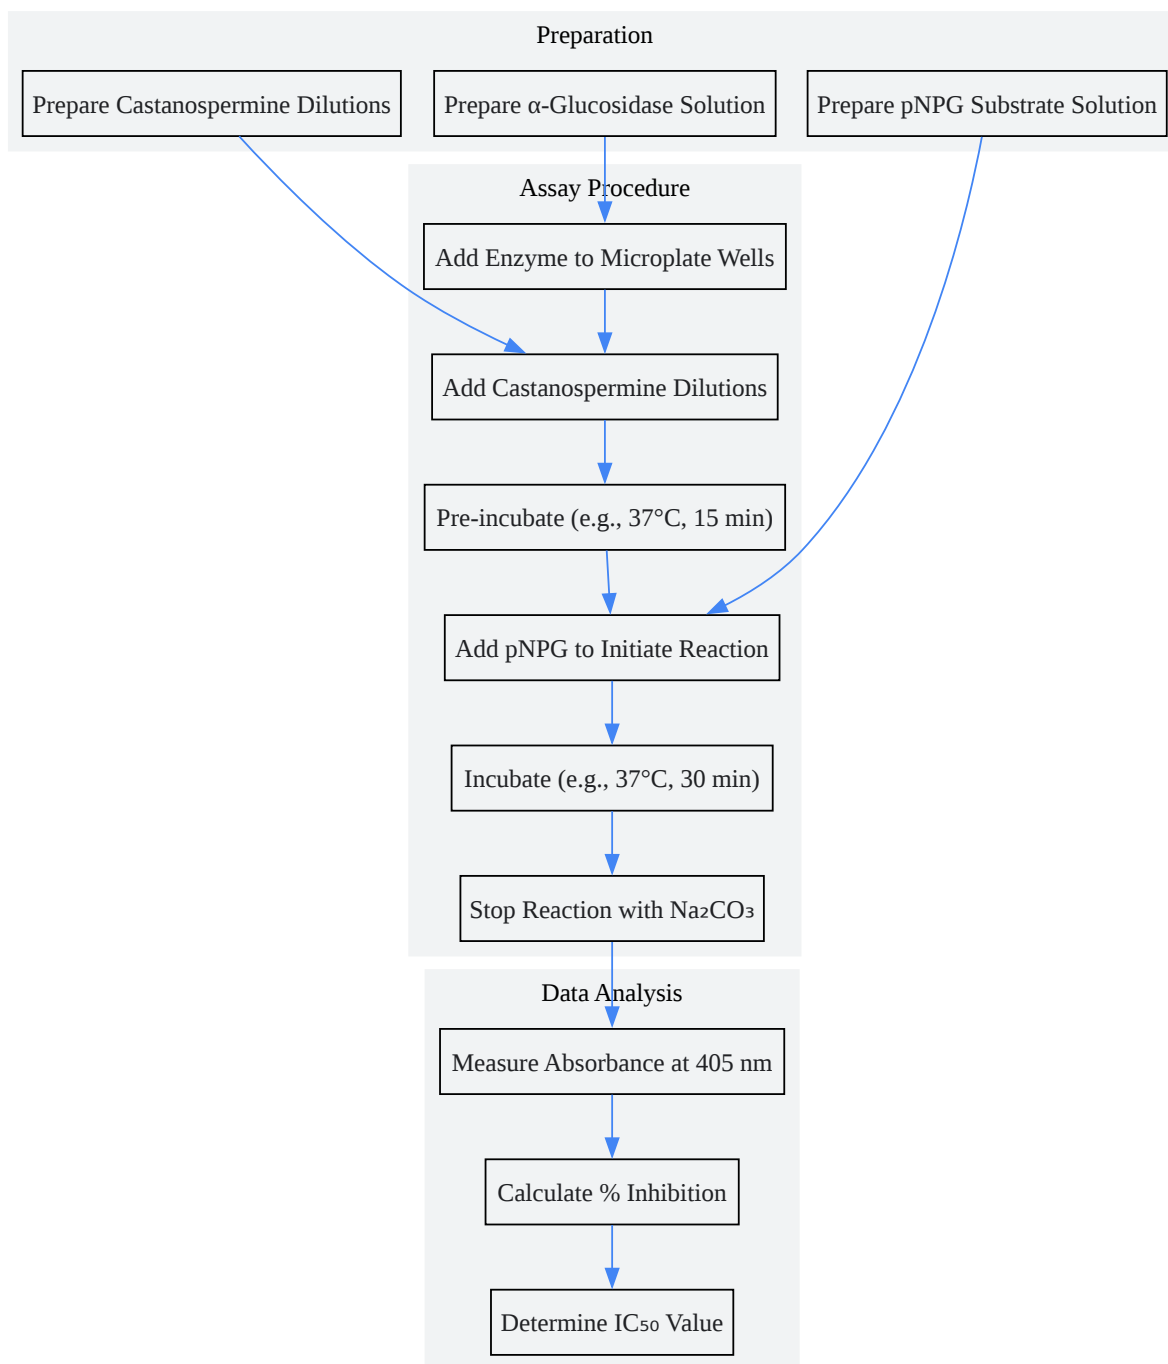 Preparation
Prepare Castanospermine Dilutions
Prepare α-Glucosidase Solution
Prepare pNPG Substrate Solution
Assay Procedure
Add Enzyme to Microplate Wells
Add Castanospermine Dilutions
Pre-incubate (e.g., 37°C, 15 min)
Add pNPG to Initiate Reaction
Incubate (e.g., 37°C, 30 min)
Stop Reaction with Na₂CO₃
Data Analysis
Measure Absorbance at 405 nm
Calculate % Inhibition
Determine IC₅₀ Value